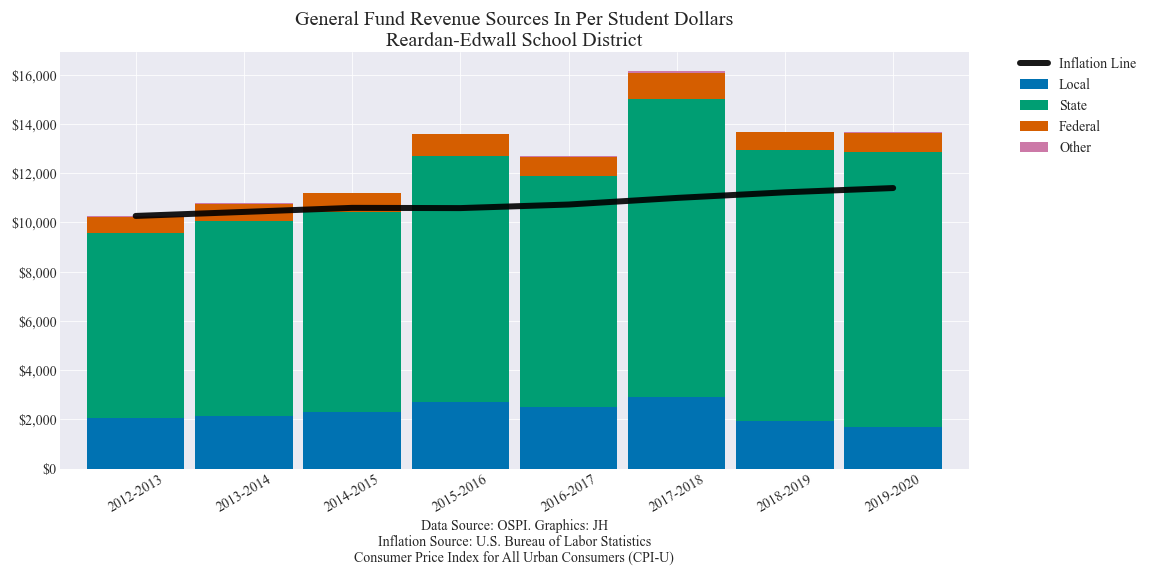 General Fund Revenue Sources In Per Student Dollars
Reardan-Edwall School District
Inflation Line
Local
State
Federal
Other
$16,000
$14,000
$12,000
$10,000
$8,000
$6,000
$4,000
$2,000
$0
2012-2013
2013-2014
2014-2015
2015-2016
2016-2017
2017-2018
2018-2019
2019-2020
Data Source: OSPI. Graphics: JH
Inflation Source: U.S. Bureau of Labor Statistics
Consumer Price Index for All Urban Consumers (CPI-U)